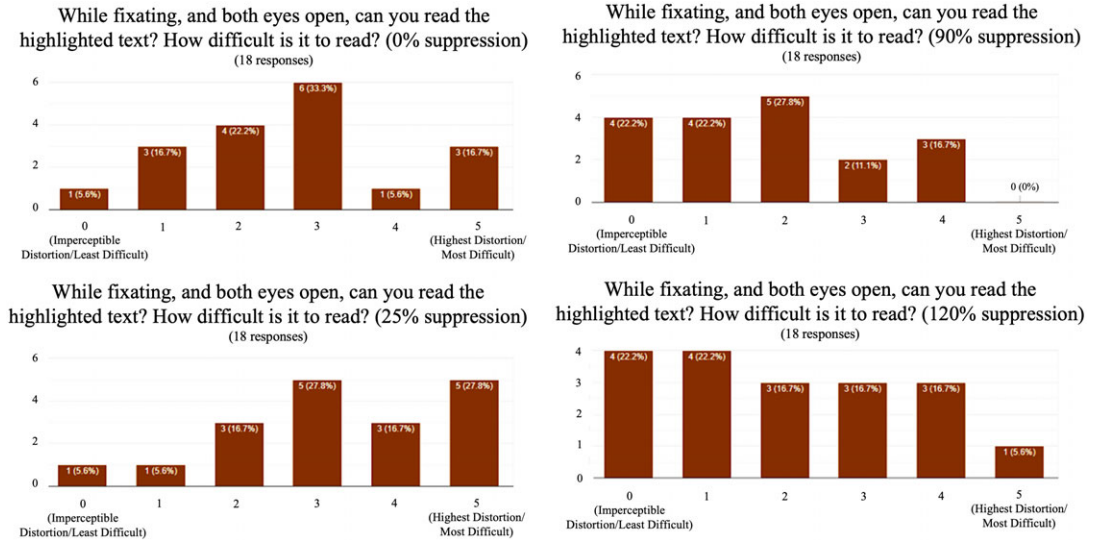 While fixating, and both eyes open, can you read the
highlighted text? How difficult is it to read? (0% suppression)
(18 responses)
6
4
2
0
1 (5.6%)
3 (16.7%)
4 (22.2%)
6 (33.3%)
1 (5.6%)
3 (16.7%)
0
1
2
3
4
5
(Imperceptible
Distortion/Least Difficult)
(Highest Distortion/
Most Difficult)
While fixating, and both eyes open, can you read the
highlighted text? How difficult is it to read? (90% suppression)
(18 responses)
6
4
2
0
4 (22.2%)
4 (22.2%)
5 (27.8%)
2 (11.1%)
3 (16.7%)
0 (0%)
0
1
2
3
4
5
(Imperceptible
Distortion/Least Difficult)
(Highest Distortion/
Most Difficult)
While fixating, and both eyes open, can you read the
highlighted text? How difficult is it to read? (25% suppression)
(18 responses)
6
4
2
0
1 (5.6%)
1 (5.6%)
3 (16.7%)
5 (27.8%)
3 (16.7%)
5 (27.8%)
0
1
2
3
4
5
(Imperceptible
Distortion/Least Difficult)
(Highest Distortion/
Most Difficult)
While fixating, and both eyes open, can you read the
highlighted text? How difficult is it to read? (120% suppression)
(18 responses)
4
3
2
1
0
4 (22.2%)
4 (22.2%)
3 (16.7%)
3 (16.7%)
3 (16.7%)
1 (5.6%)
0
1
2
3
4
5
(Imperceptible
Distortion/Least Difficult)
(Highest Distortion/
Most Difficult)